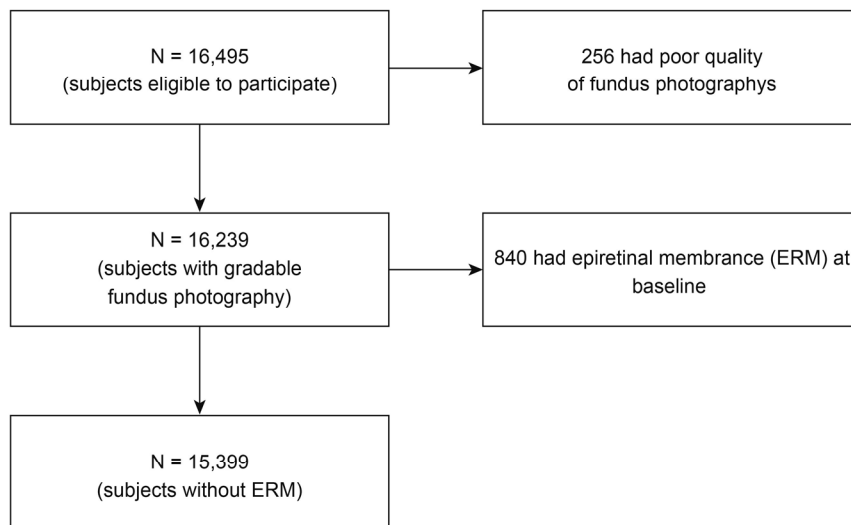 N = 16,495
(subjects eligible to participate)
256 had poor quality
of fundus photographys
N = 16,239
(subjects with gradable
fundus photography)
840 had epiretinal membrance (ERM) at
baseline
N = 15,399
(subjects without ERM)